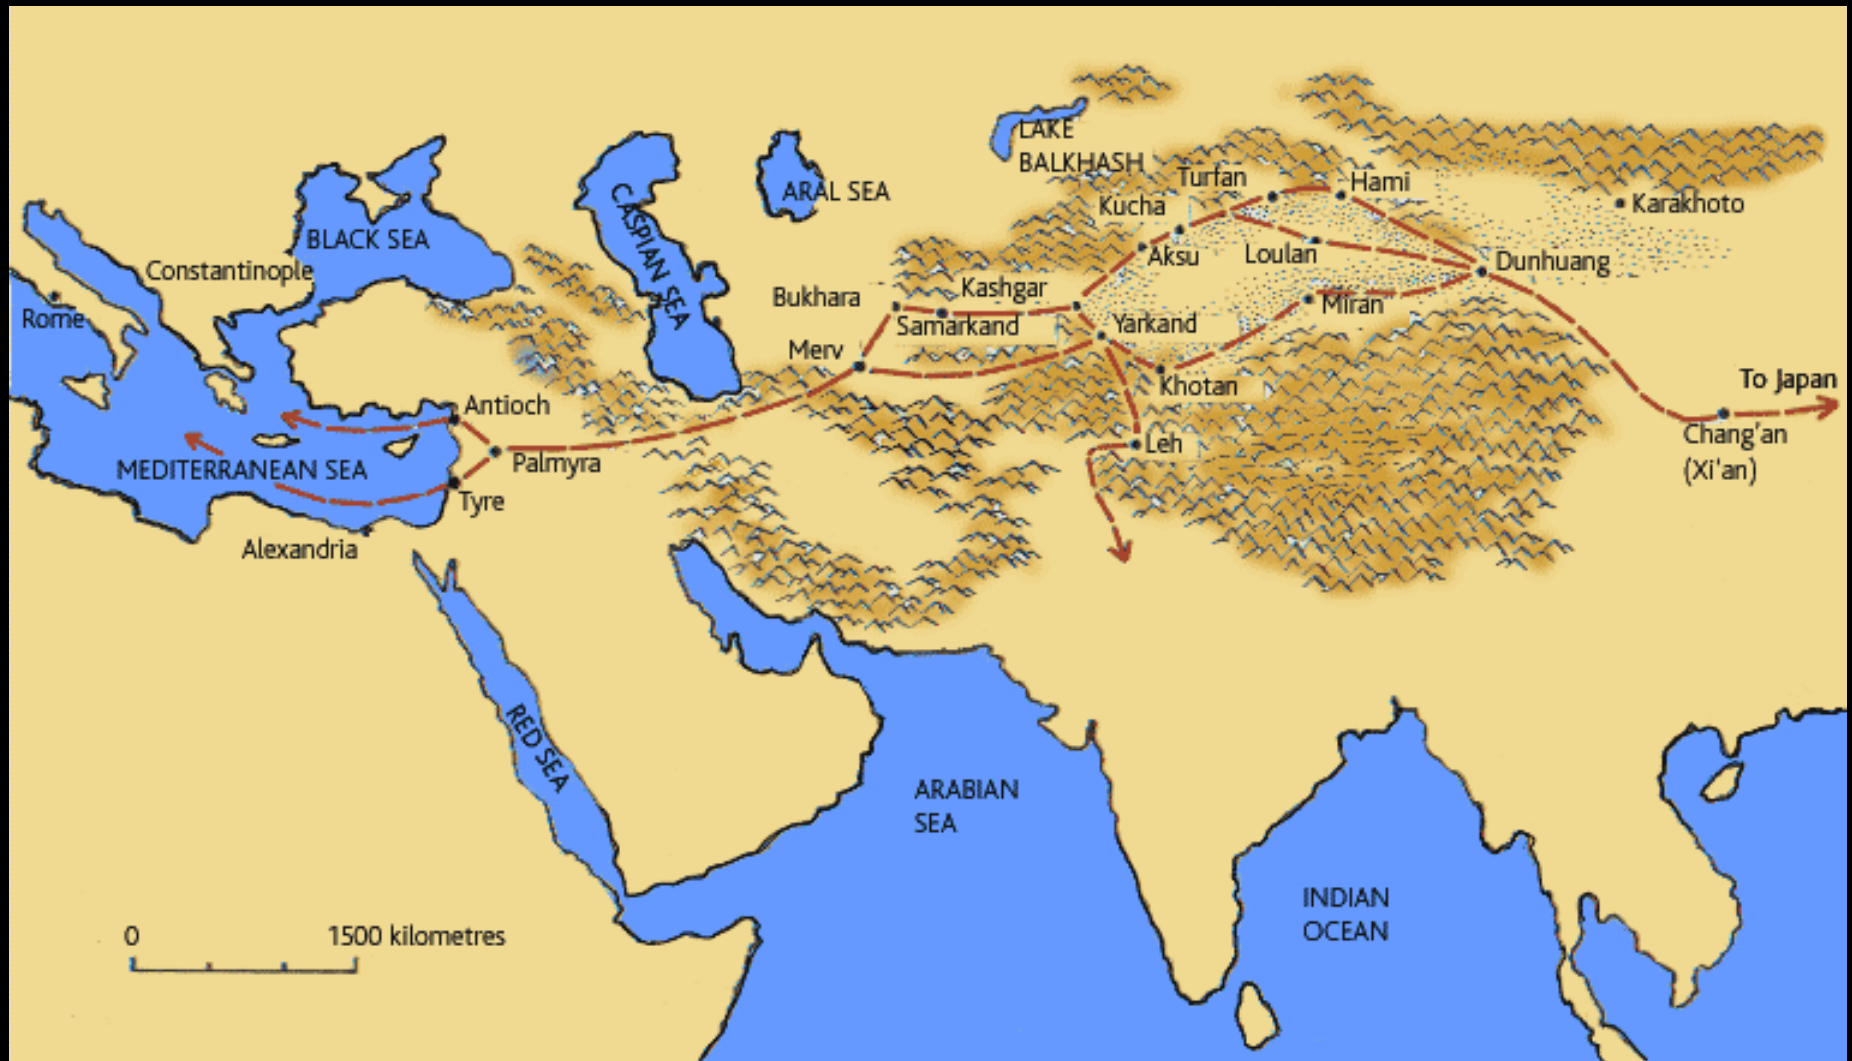 LAKE
BALKHASH
Turfan
Hami
ARAL SEA
Kucha
Karakhoto
BLACK SEA
CASPIAN SEA
Aksu
Loulan
Dunhuang
Constantinople
Bukhara
Kashgar
Miran
Rome
Samarkand
Yarkand
Merv
Khotan
To Japan
Antioch
Chang'an
(Xi'an)
Leh
Palmyra
MEDITERRANEAN SEA
Tyre
Alexandria
RED SEA
ARABIAN
SEA
INDIAN
OCEAN
0 1500 kilometres